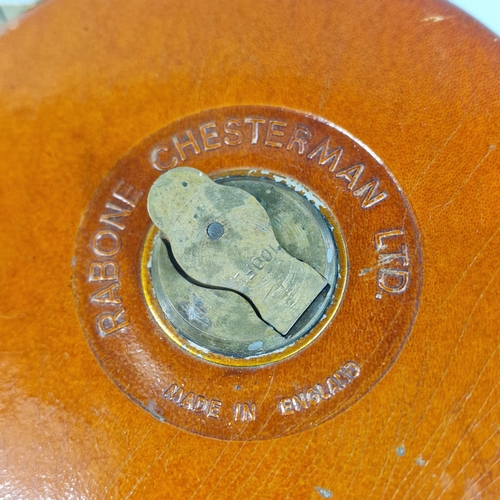 RABONE CHESTERMAN LTD.
MADE IN ENGLAND